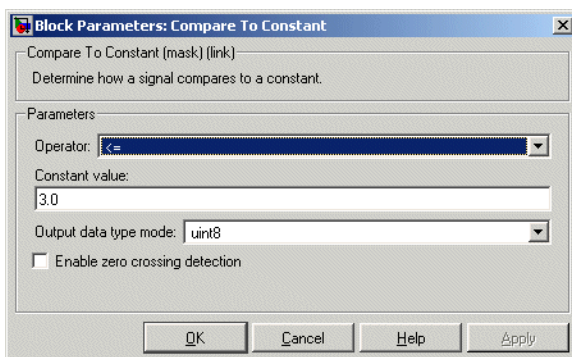 Block Parameters: Compare To Constant
Compare To Constant (mask) (link)
Determine how a signal compares to a constant.
Parameters
Operator: <=
Constant value:
3.0
Output data type mode: uint8
Enable zero crossing detection
OK Cancel Help Apply